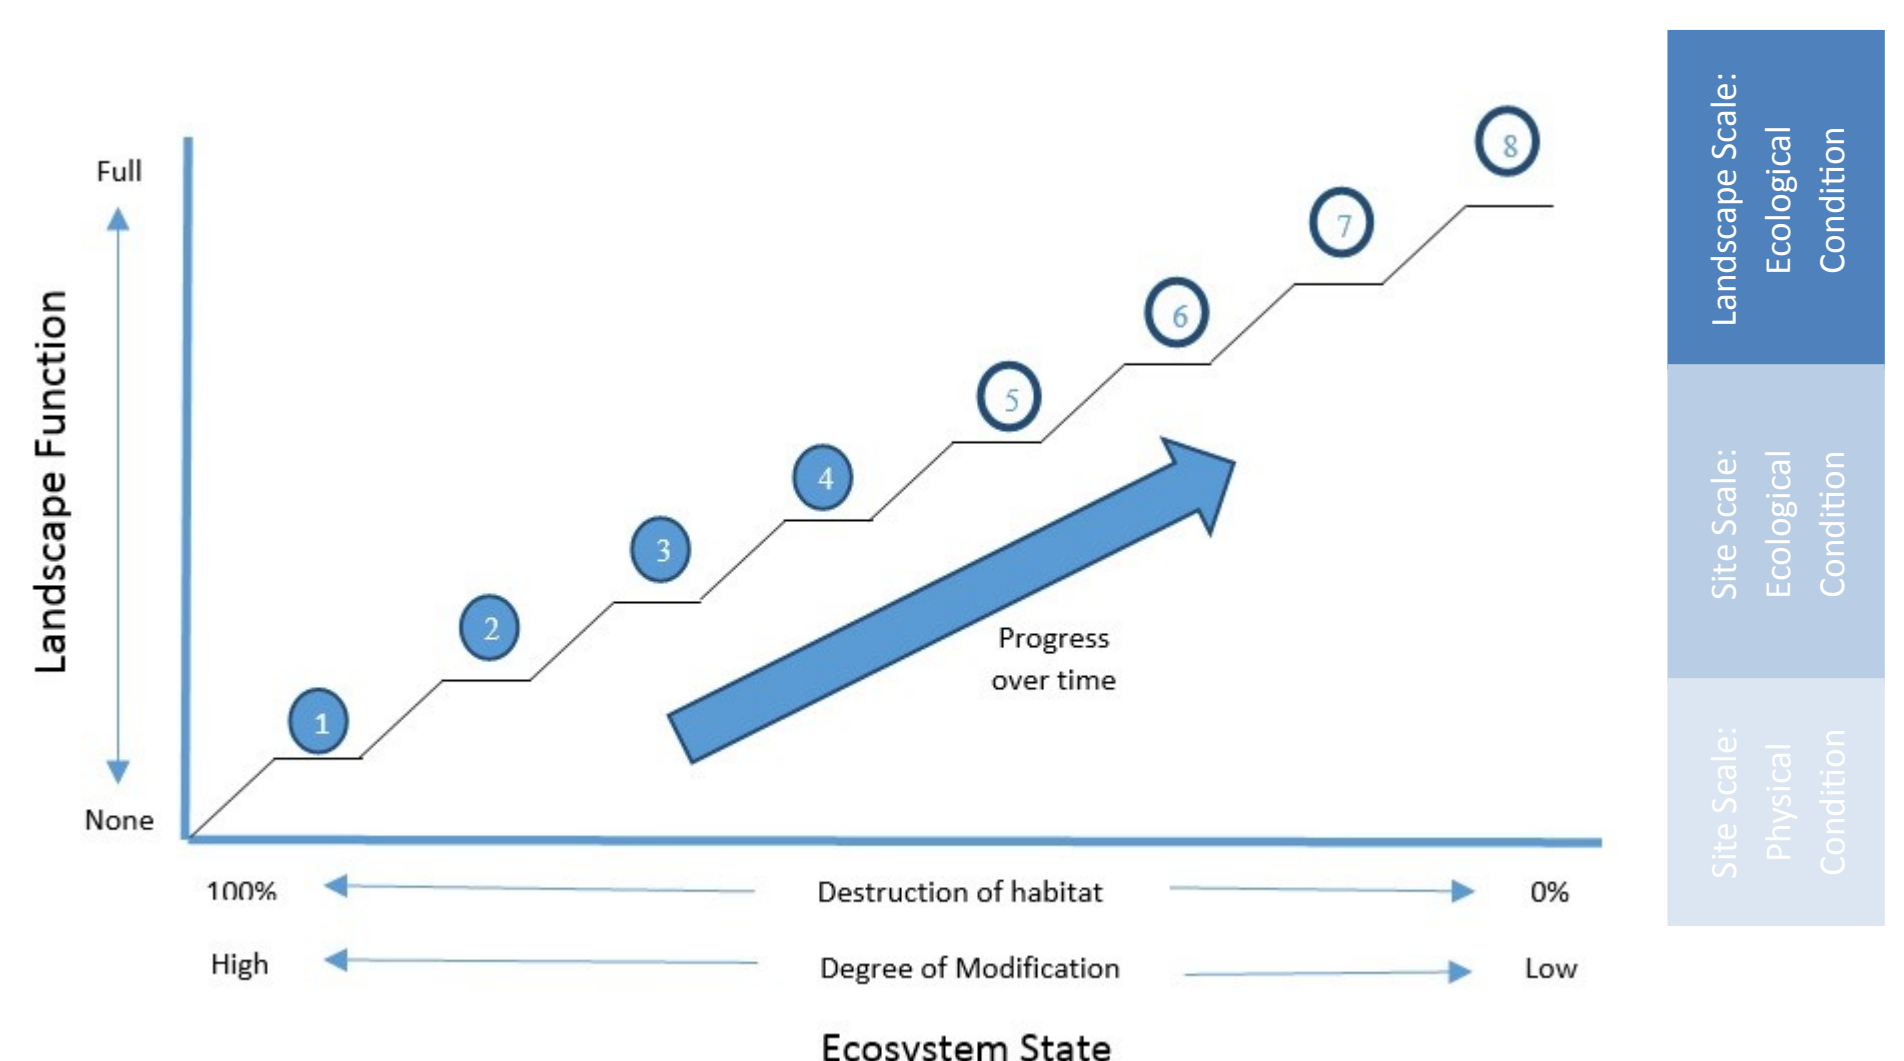 Full
None
Landscape Function
1
2
3
4
5
6
7
8
Progress
over time
100%
Destruction of habitat
0%
High
Degree of Modification
Low
Ecosystem State
Landscape Scale:
Ecological
Condition
Site Scale:
Ecological
Condition
Site Scale:
Physical
Condition